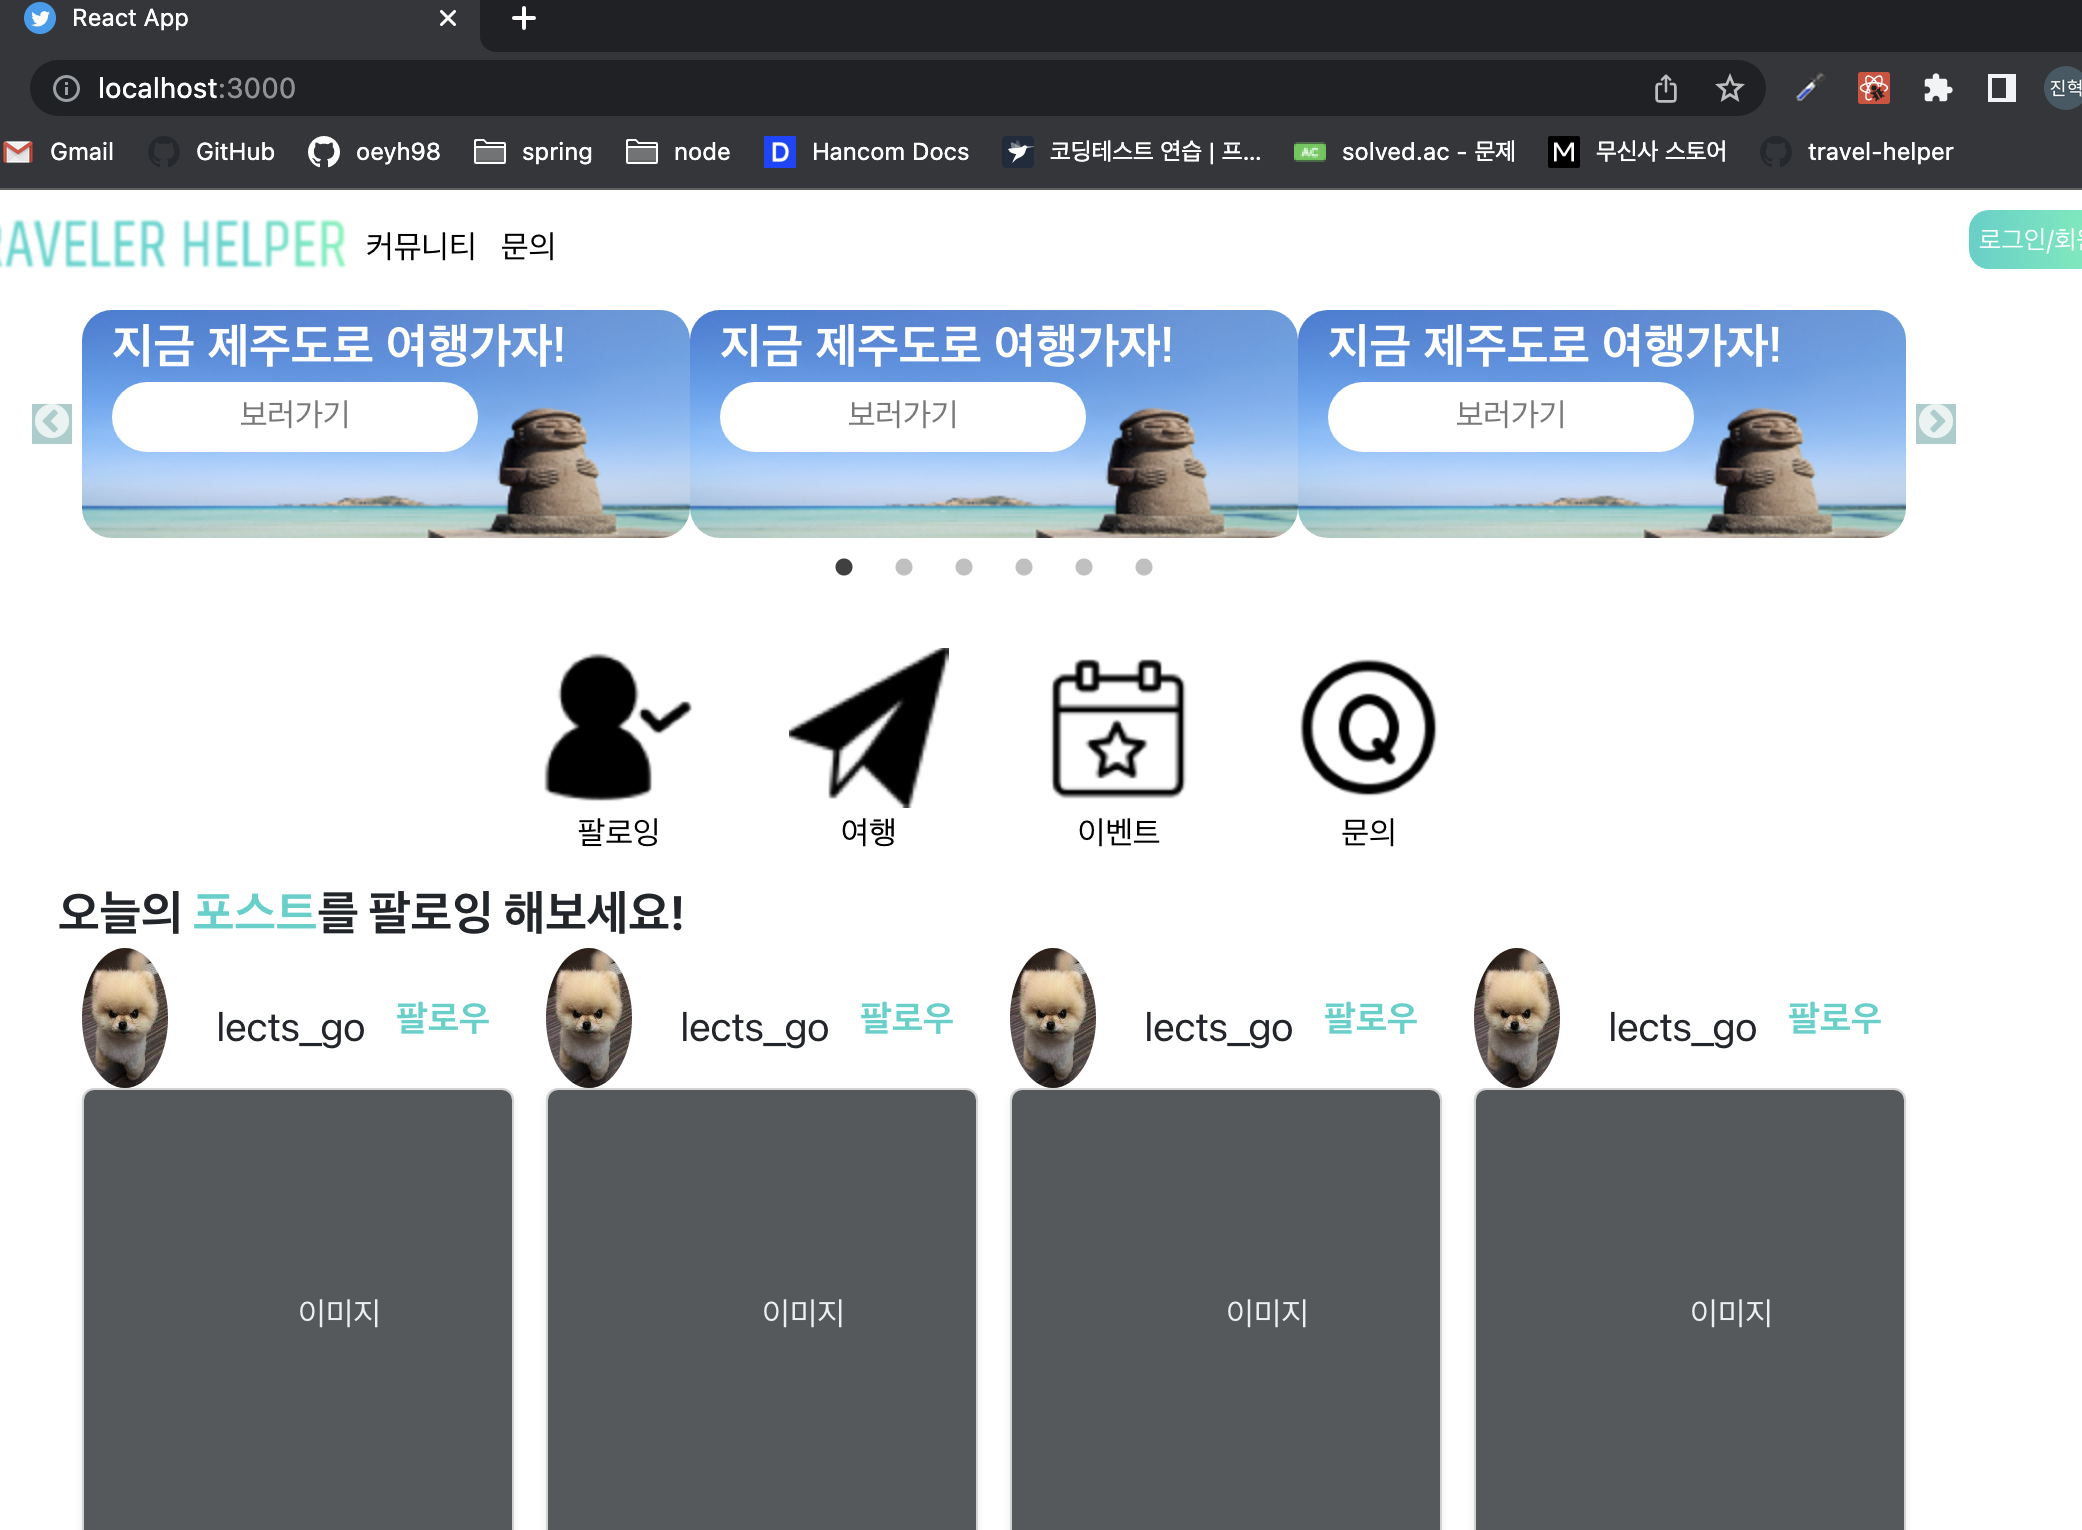 React App
localhost:3000
진혁
Gmail GitHub oeyh98 spring node Hancom Docs 코딩테스트 연습 | 프... solved.ac - 문제 무신사 스토어 travel-helper
RAVELER HELPER 커뮤니티 문의 로그인/회원
지금 제주도로 여행가자! 지금 제주도로 여행가자! 지금 제주도로 여행가자!
보러가기 보러가기 보러가기
팔로잉 여행 이벤트 문의
오늘의 포스트를 팔로잉 해보세요!
lects_go 팔로우 lects_go 팔로우 lects_go 팔로우 lects_go 팔로우
이미지 이미지 이미지 이미지